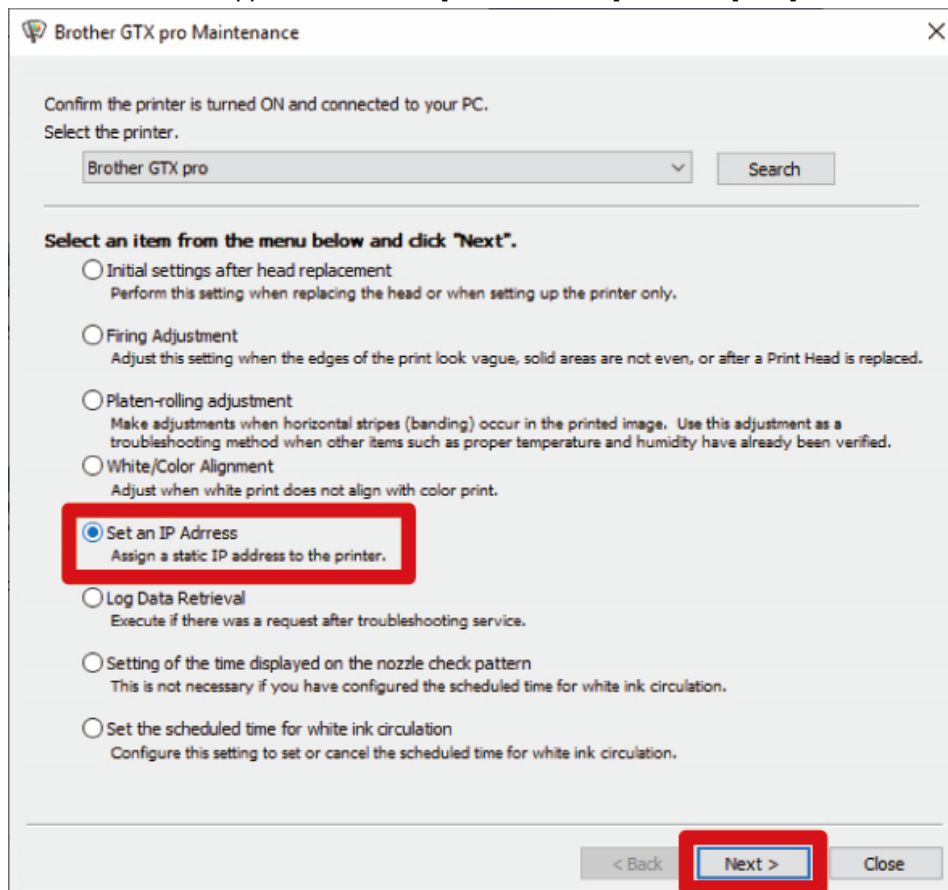 Brother GTX pro Maintenance
Confirm the printer is turned ON and connected to your PC.
Select the printer.
Brother GTX pro
Search
Select an item from the menu below and click "Next".
Initial settings after head replacement
Perform this setting when replacing the head or when setting up the printer only.
Firing Adjustment
Adjust this setting when the edges of the print look vague, solid areas are not even, or after a Print Head is replaced.
Platen-rolling adjustment
Make adjustments when horizontal stripes (banding) occur in the printed image. Use this adjustment as a
troubleshooting method when other items such as proper temperature and humidity have already been verified.
White/Color Alignment
Adjust when white print does not align with color print.
Set an IP Adrress
Assign a static IP address to the printer.
Log Data Retrieval
Execute if there was a request after troubleshooting service.
Setting of the time displayed on the nozzle check pattern
This is not necessary if you have configured the scheduled time for white ink circulation.
Set the scheduled time for white ink circulation
Configure this setting to set or cancel the scheduled time for white ink circulation.
< Back
Next >
Close